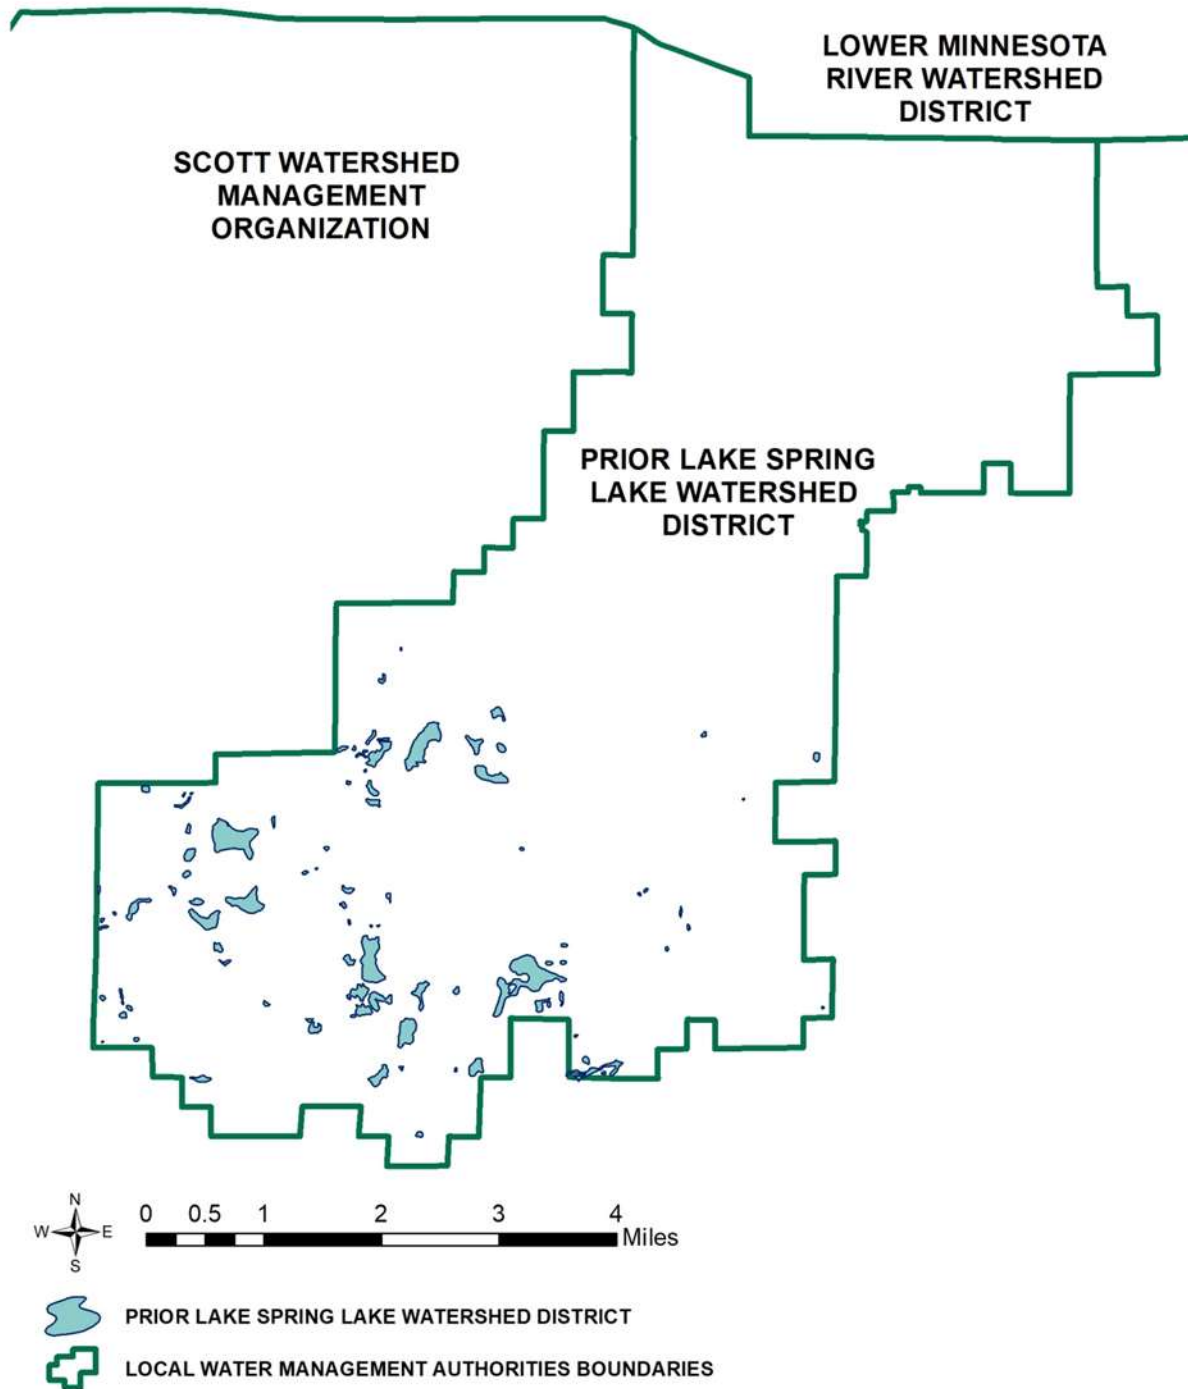 LOWER MINNESOTA
RIVER WATERSHED
DISTRICT
SCOTT WATERSHED
MANAGEMENT
ORGANIZATION
PRIOR LAKE SPRING
LAKE WATERSHED
DISTRICT
N
W E
S
0 0.5 1 2 3 4
Miles
PRIOR LAKE SPRING LAKE WATERSHED DISTRICT
LOCAL WATER MANAGEMENT AUTHORITIES BOUNDARIES